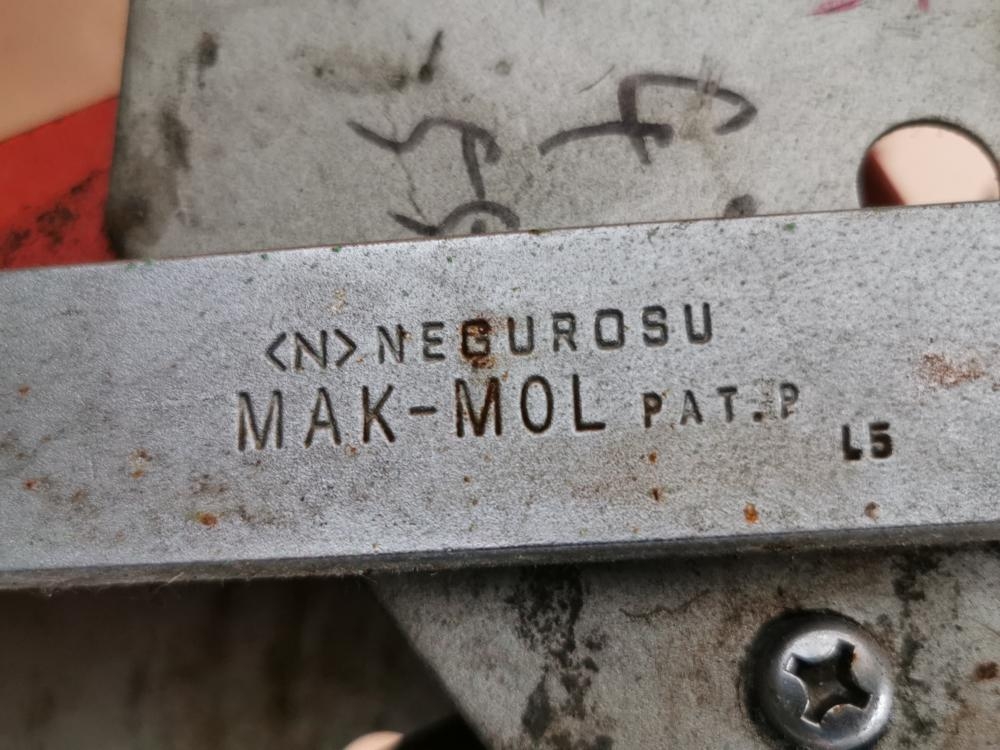 <N> NEGUROSU
MAK-MOL PAT.P
L5